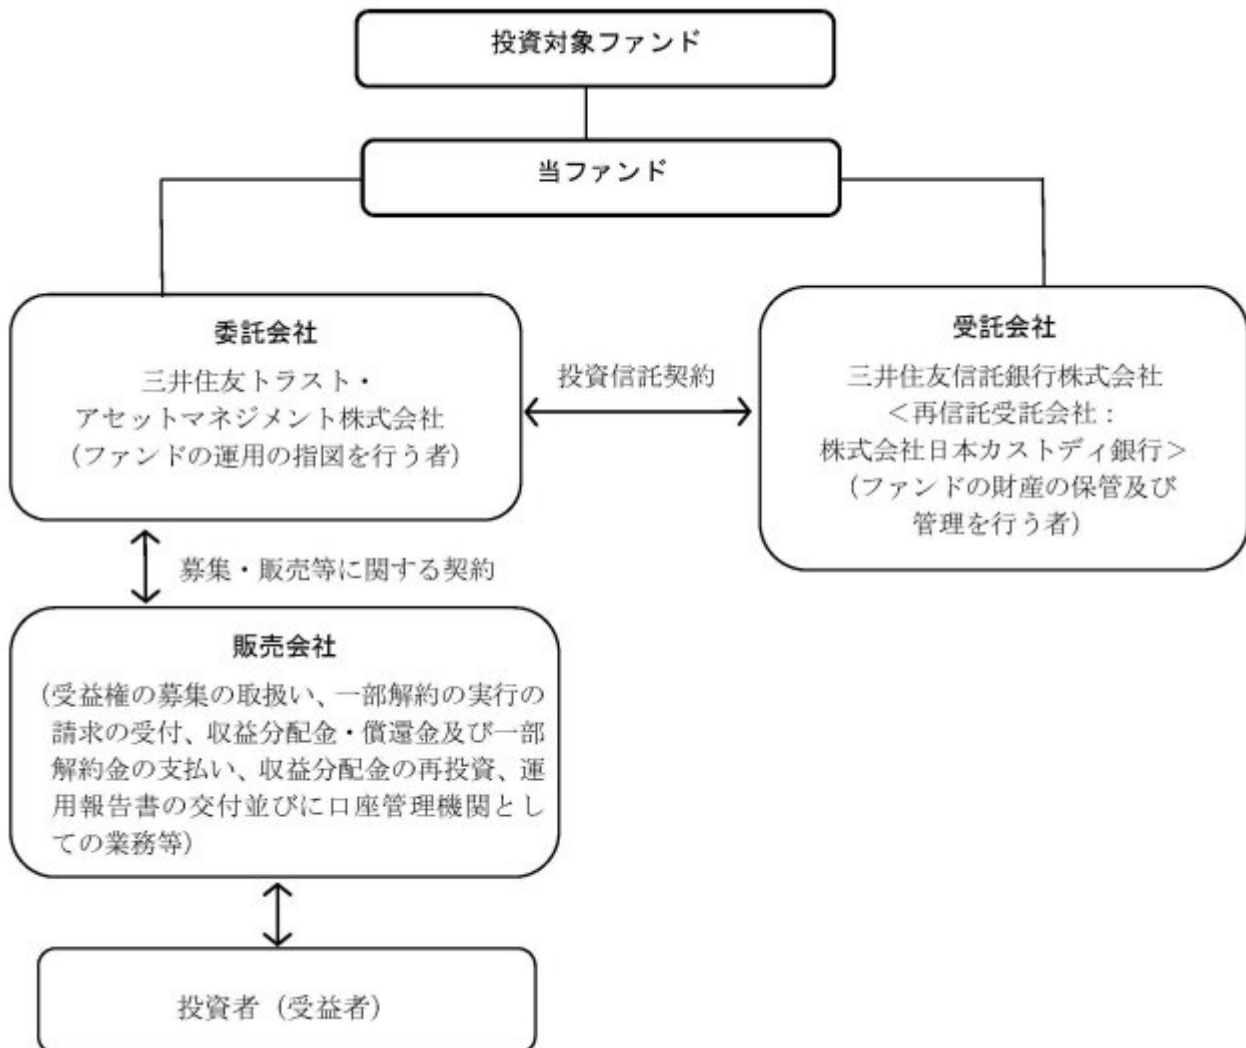 投資対象ファンド
当ファンド
委託会社
三井住友トラスト・
アセットマネジメント株式会社
（ファンドの運用の指図を行う者）
投資信託契約
受託会社
三井住友信託銀行株式会社
＜再信託受託会社：
株式会社日本カストディ銀行＞
（ファンドの財産の保管及び
管理を行う者）
募集・販売等に関する契約
販売会社
（受益権の募集の取扱い、一部解約の実行の
請求の受付、収益分配金・償還金及び一部
解約金の支払い、収益分配金の再投資、運
用報告書の交付並びに口座管理機関とし
ての業務等）
投資者（受益者）